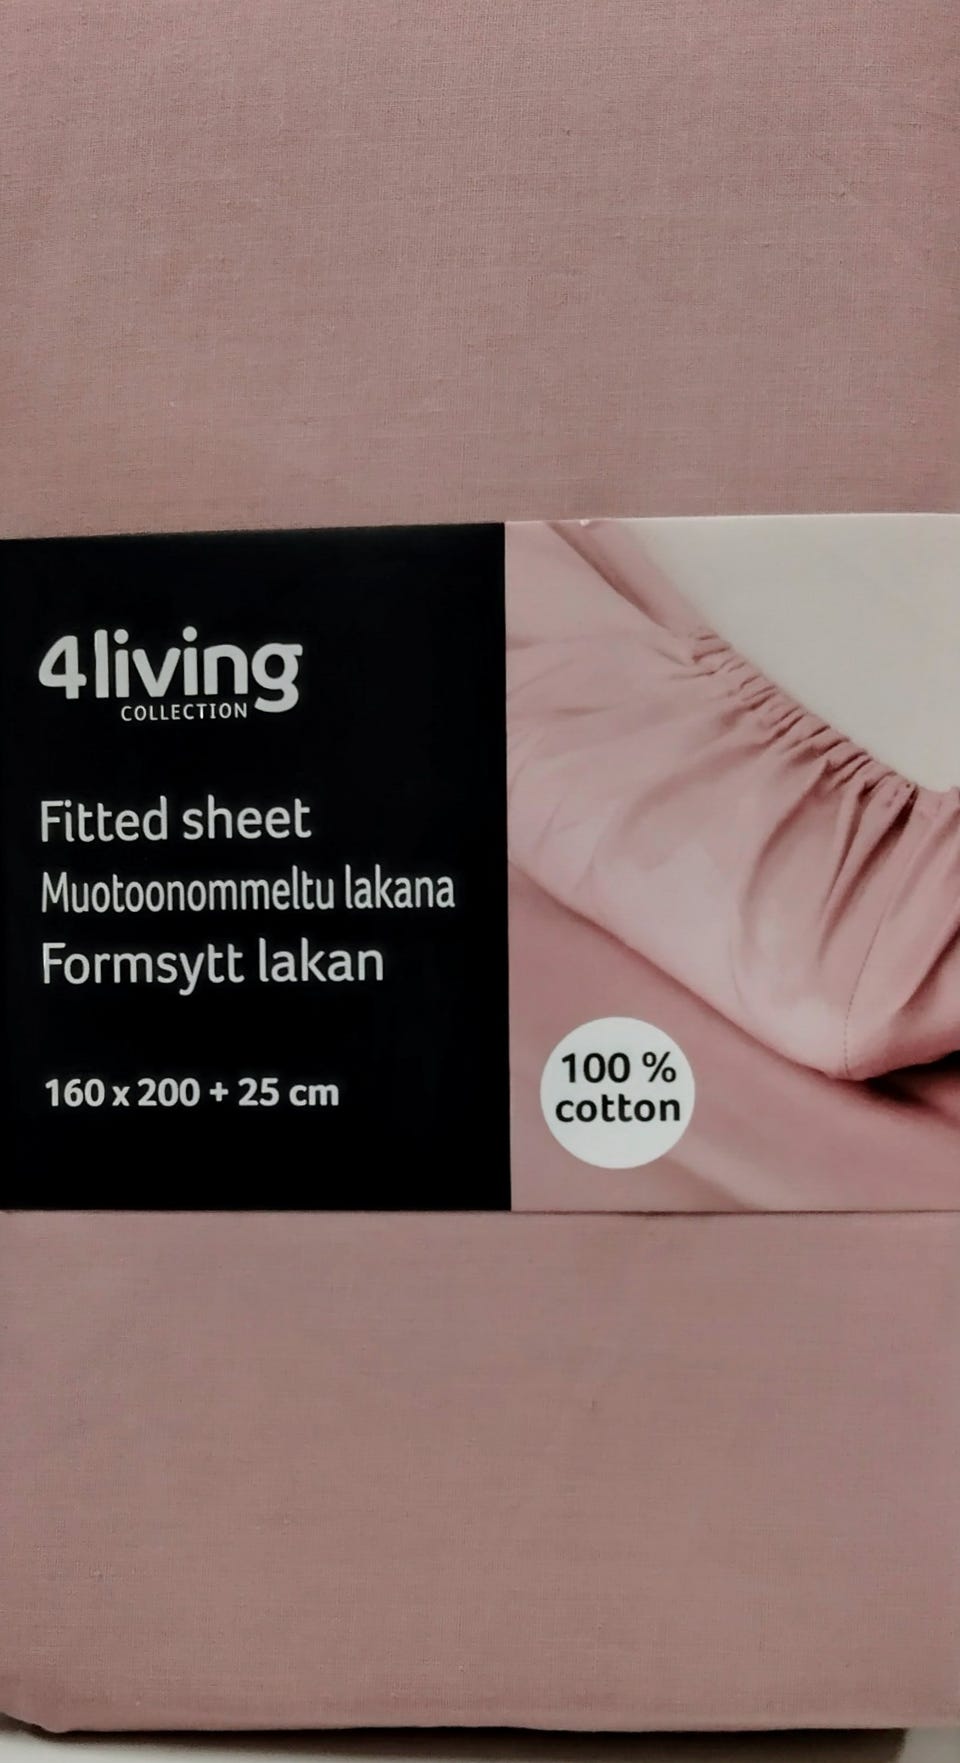 4living
COLLECTION
Fitted sheet
Muotoonommeltu lakana
Formsytt lakan
160 x 200 + 25 cm
100 %
cotton